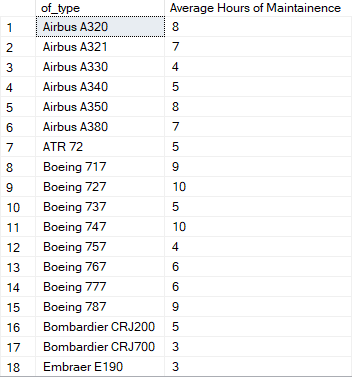 of_type Average Hours of Maintainence
1 Airbus A320 8
2 Airbus A321 7
3 Airbus A330 4
4 Airbus A340 5
5 Airbus A350 8
6 Airbus A380 7
7 ATR 72 5
8 Boeing 717 9
9 Boeing 727 10
10 Boeing 737 5
11 Boeing 747 10
12 Boeing 757 4
13 Boeing 767 6
14 Boeing 777 6
15 Boeing 787 9
16 Bombardier CRJ200 5
17 Bombardier CRJ700 3
18 Embraer E190 3